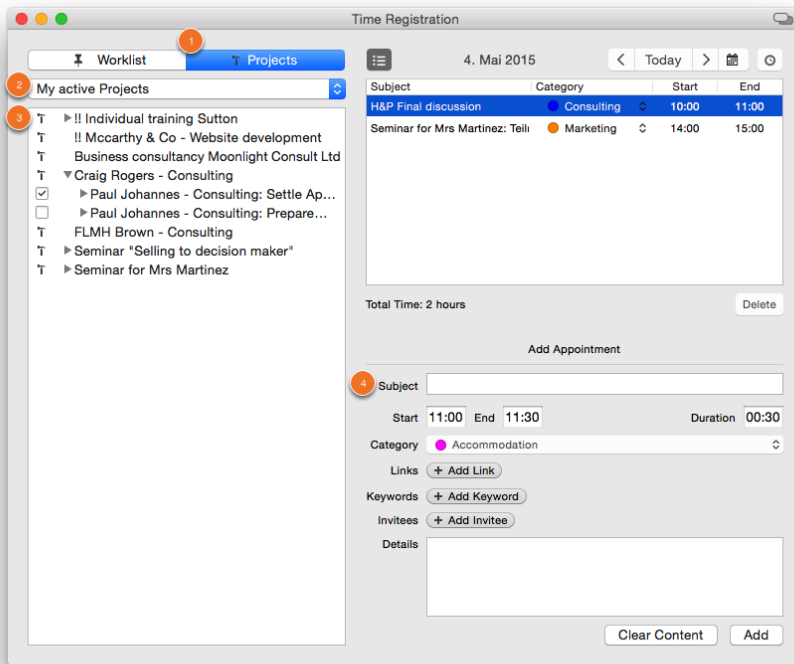 Time Registration
1
Worklist
Projects
4. Mai 2015
Today
2
My active Projects
Subject
Category
Start
End
H&P Final discussion
Consulting
10:00
11:00
Seminar for Mrs Martinez: Teiln
Marketing
14:00
15:00
3
!! Individual training Sutton
!! Mccarthy & Co - Website development
Business consultancy Moonlight Consult Ltd
Craig Rogers - Consulting
Paul Johannes - Consulting: Settle Ap...
Paul Johannes - Consulting: Prepare...
FLMH Brown - Consulting
Seminar "Selling to decision maker"
Seminar for Mrs Martinez
Total Time: 2 hours
Delete
Add Appointment
4
Subject
Start 11:00 End 11:30
Duration 00:30
Category
Accommodation
Links
+ Add Link
Keywords
+ Add Keyword
Invitees
+ Add Invitee
Details
Clear Content
Add